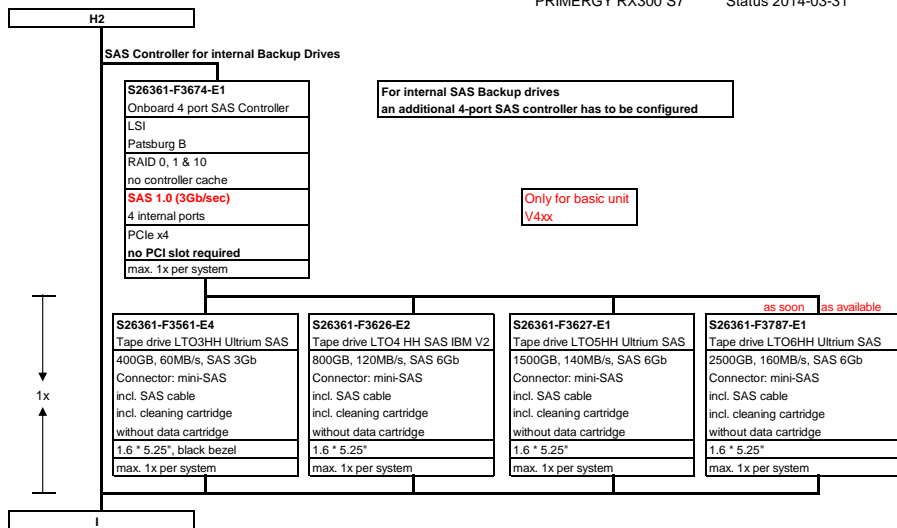 PRIMERGY RX300 S7 Status 2014-03-31
H2
SAS Controller for internal Backup Drives
S26361-F3674-E1
Onboard 4 port SAS Controller
LSI
Patsburg B
RAID 0, 1 & 10
no controller cache
SAS 1.0 (3Gb/sec)
4 internal ports
PCIe x4
no PCI slot required
max. 1x per system
For internal SAS Backup drives
an additional 4-port SAS controller has to be configured
Only for basic unit
V4xx
1x
S26361-F3561-E4
Tape drive LTO3HH Ultrium SAS
400GB, 60MB/s, SAS 3Gb
Connector: mini-SAS
incl. SAS cable
incl. cleaning cartridge
without data cartridge
1.6 * 5.25", black bezel
max. 1x per system
S26361-F3626-E2
Tape drive LTO4 HH SAS IBM V2
800GB, 120MB/s, SAS 6Gb
Connector: mini-SAS
incl. SAS cable
incl. cleaning cartridge
without data cartridge
1.6 * 5.25"
max. 1x per system
S26361-F3627-E1
Tape drive LTO5HH Ultrium SAS
1500GB, 140MB/s, SAS 6Gb
Connector: mini-SAS
incl. SAS cable
incl. cleaning cartridge
without data cartridge
1.6 * 5.25"
max. 1x per system
as soon as available
S26361-F3787-E1
Tape drive LTO6HH Ultrium SAS
2500GB, 160MB/s, SAS 6Gb
Connector: mini-SAS
incl. SAS cable
incl. cleaning cartridge
without data cartridge
1.6 * 5.25"
max. 1x per system
I